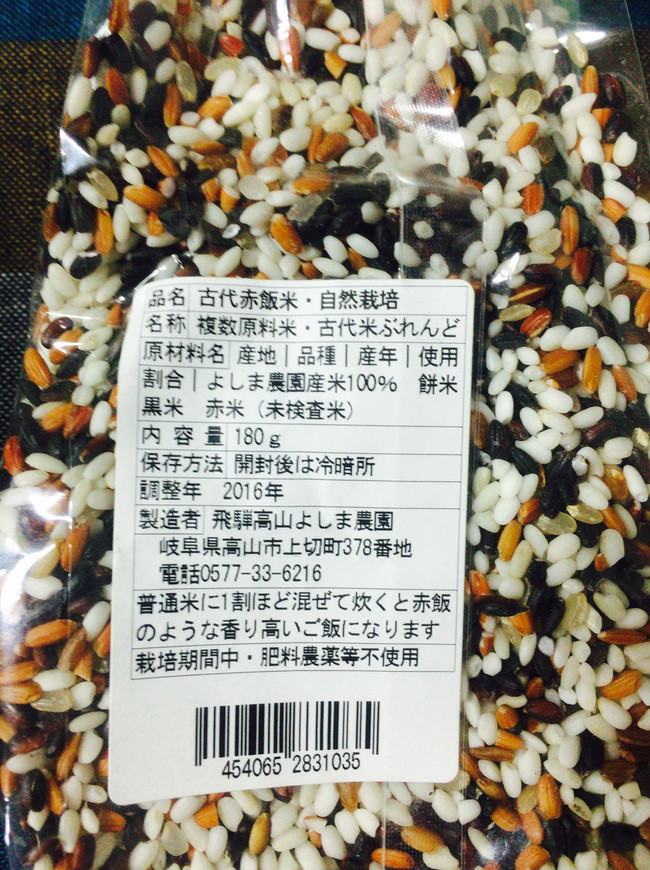 品名 古代赤飯米・自然栽培
名称 複数原料米・古代米ぶれんど
原材料名 産地｜品種｜産年｜使用
割合｜よしま農園産米100% 餅米
黒米 赤米（未検査米）
内容量 180g
保存方法 開封後は冷暗所
調整年 2016年
製造者 飛騨高山よしま農園
岐阜県高山市上切町378番地
電話0577-33-6216
普通米に1割ほど混ぜて炊くと赤飯
のような香り高いご飯になります
栽培期間中・肥料農薬等不使用
454065 2831035